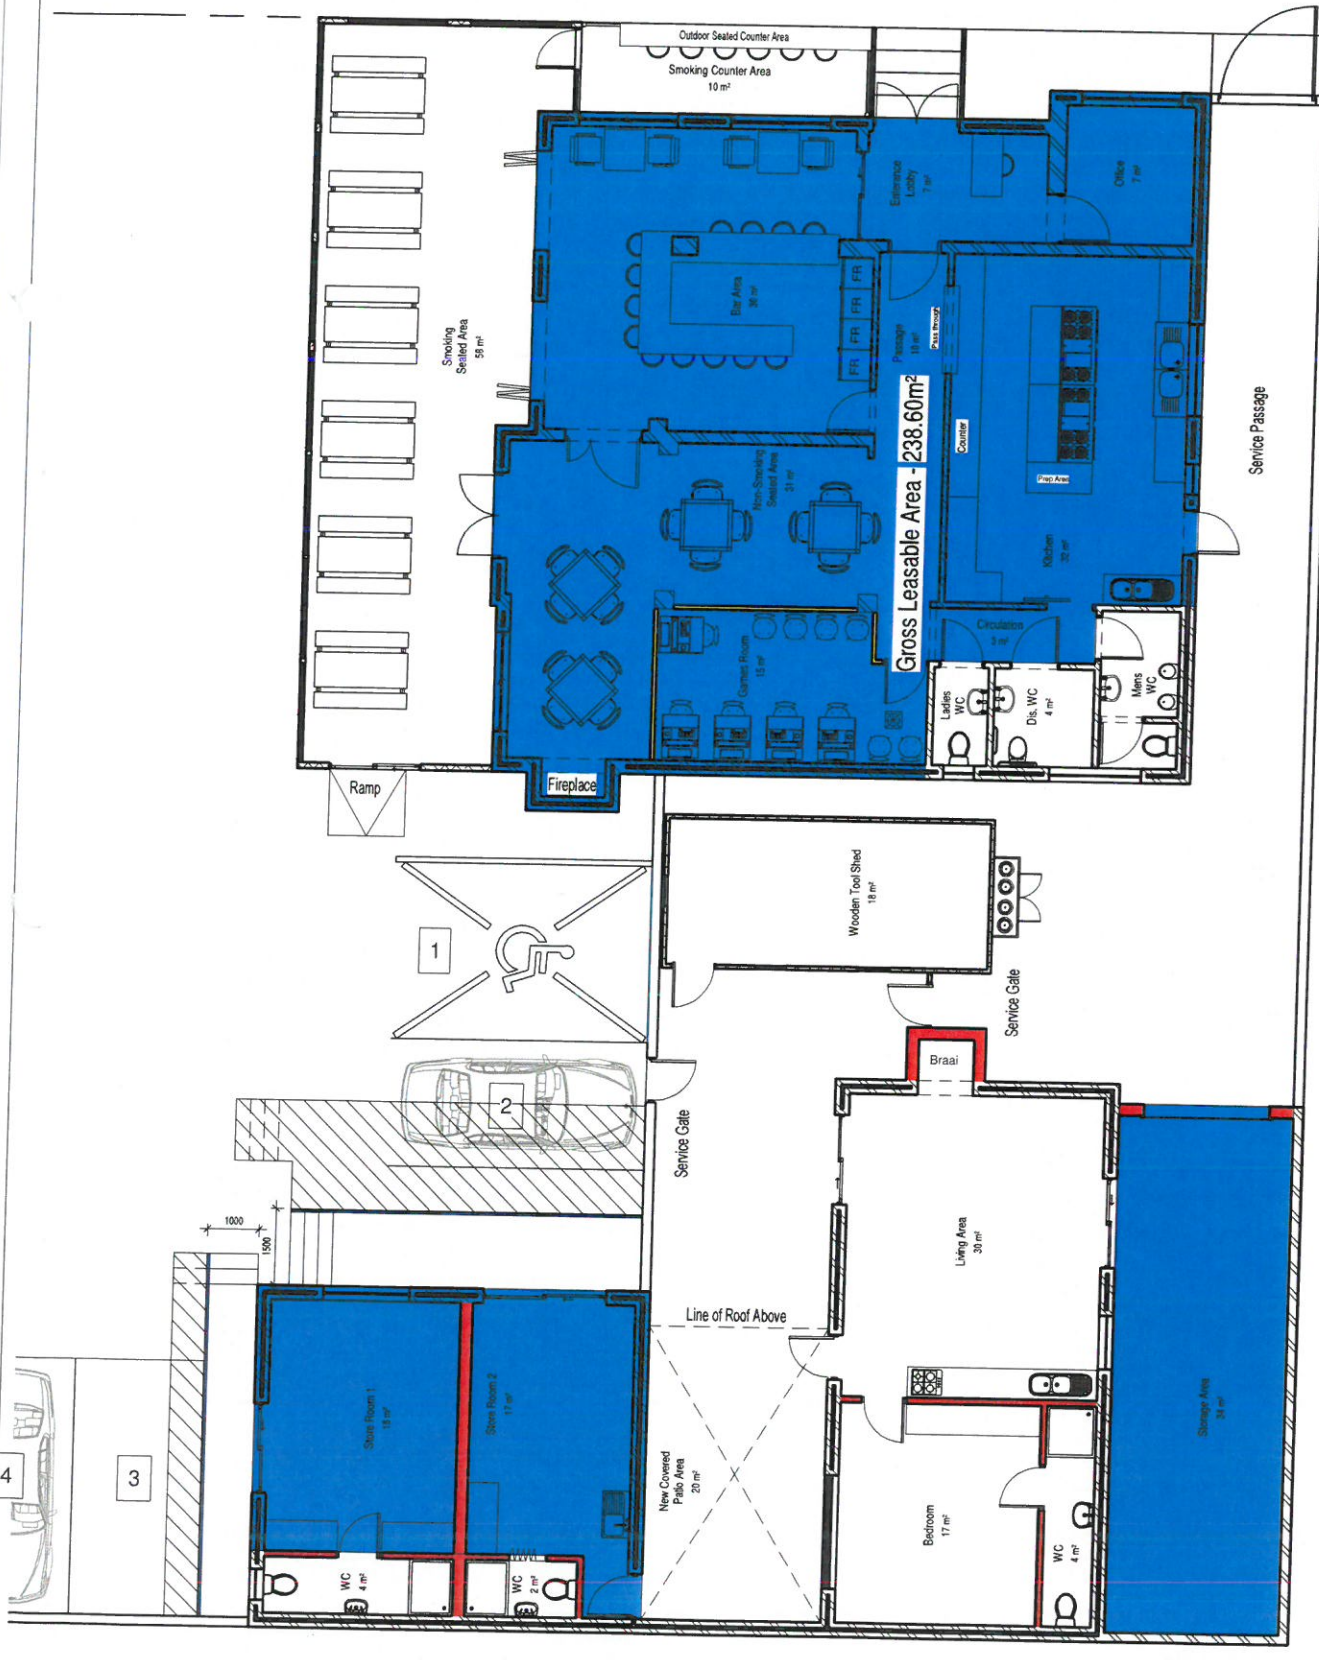 Outdoor Seated Counter Area
Smoking Counter Area
10 m²
Smoking
Seated Area
58 m²
Enterence
Lobby
7 m²
Office
7 m²
Bar Area
36 m²
FR
FR
FR
FR
Passage
10 m²
Pass through
Gross Leasable Area - 238.60m²
Counter
Prep Area
Kitchen
32 m²
Service Passage
Non-Smoking
Seated Area
31 m²
Games Room
15 m²
Circulation
3 m²
Ladies
WC
Dis. WC
4 m²
Mens
WC
Fireplace
Ramp
Wooden Tool Shed
18 m²
1
2
Service Gate
Service Gate
Braai
1000
1500
Living Area
30 m²
Line of Roof Above
Store Room 1
18 m²
Store Room 2
17 m²
New Covered
Patio Area
20 m²
Storage Area
34 m²
Bedroom
17 m²
WC
4 m²
WC
2 m²
WC
4 m²
3
4